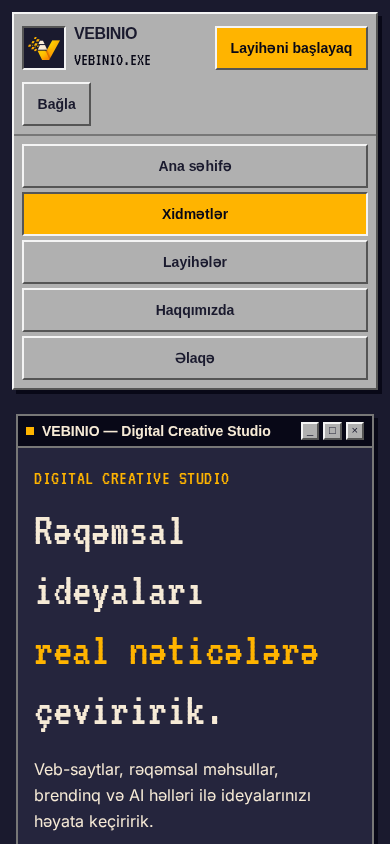 VEBINIO
VEBINIO.EXE
Layihəni başlayaq
Bağla
Ana səhifə
Xidmətlər
Layihələr
Haqqımızda
Əlaqə
VEBINIO — Digital Creative Studio
DIGITAL CREATIVE STUDIO
Rəqəmsal
ideyaları
real nəticələrə
çeviririk.
Veb-saytlar, rəqəmsal məhsullar,
brendinq və AI həlləri ilə ideyalarınızı
həyata keçiririk.